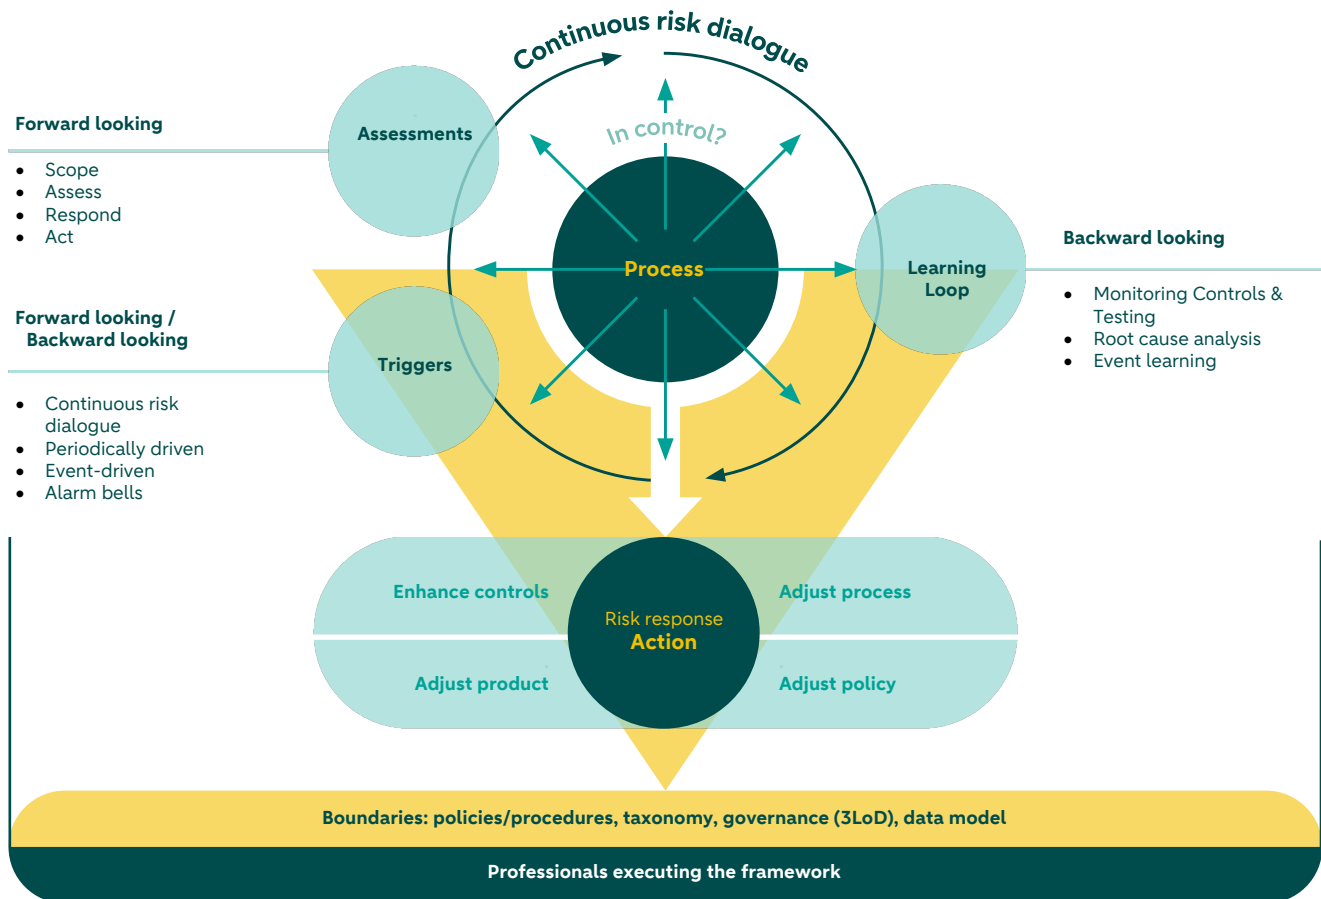 Continuous risk dialogue
In control?
Process
Forward looking
Assessments
• Scope
• Assess
• Respond
• Act
Forward looking /
Backward looking
Triggers
• Continuous risk
dialogue
• Periodically driven
• Event-driven
• Alarm bells
Backward looking
Learning
Loop
• Monitoring Controls &
Testing
• Root cause analysis
• Event learning
Enhance controls
Adjust process
Risk response
Action
Adjust product
Adjust policy
Boundaries: policies/procedures, taxonomy, governance (3LoD), data model
Professionals executing the framework